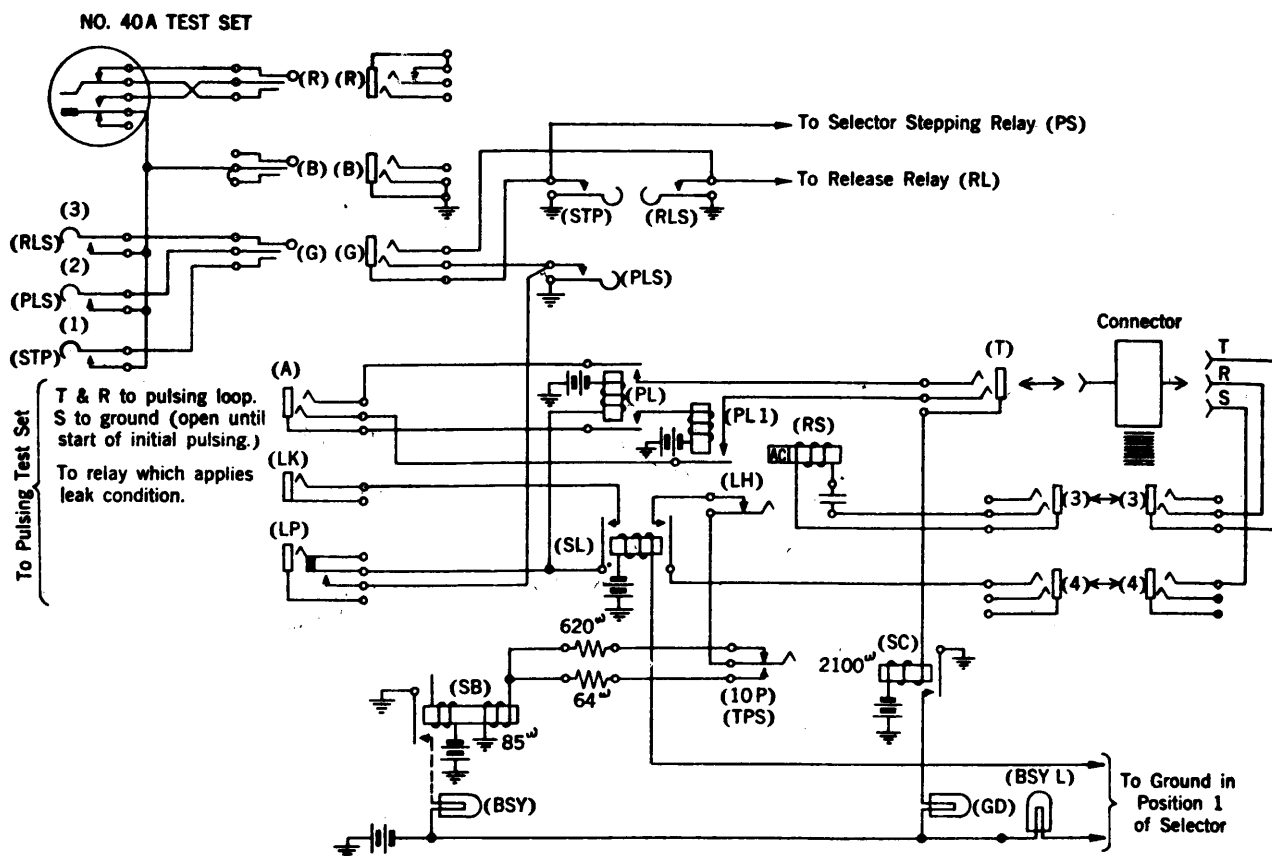 NO. 40A TEST SET
(R) (R)
To Selector Stepping Relay (PS)
(B) (B)
To Release Relay (RL)
(3)
(STP) (RLS)
(RLS)
(G) (G)
(2)
(PLS)
(PLS)
(1)
Connector
(STP)
(T)
T
(A)
R
T & R to pulsing loop.
(PL)
S
S to ground (open until
start of initial pulsing.)
(PL1)
(RS)
AC
To Pulsing Test Set
(LK)
To relay which applies
leak condition.
(LH)
(3) (3)
(LP)
(SL)
(4) (4)
620ω
(SC)
2100ω
64ω
(10P)
(TPS)
(SB)
85ω
(BSY L)
To Ground in
Position 1
of Selector
(BSY)
(GD)